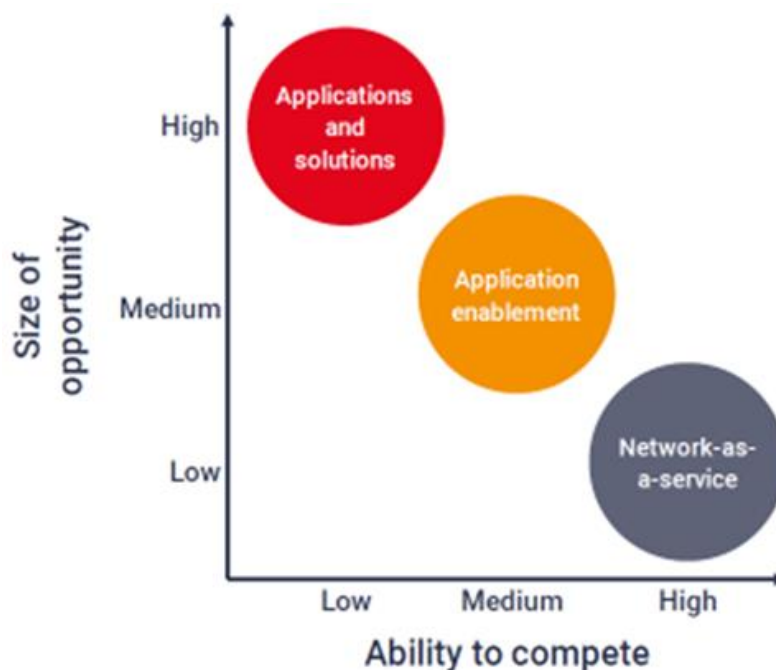 Applications
and
solutions
High
Application
enablement
Size of
opportunity
Medium
Network-as-
a-service
Low
Low
Medium
High
Ability to compete